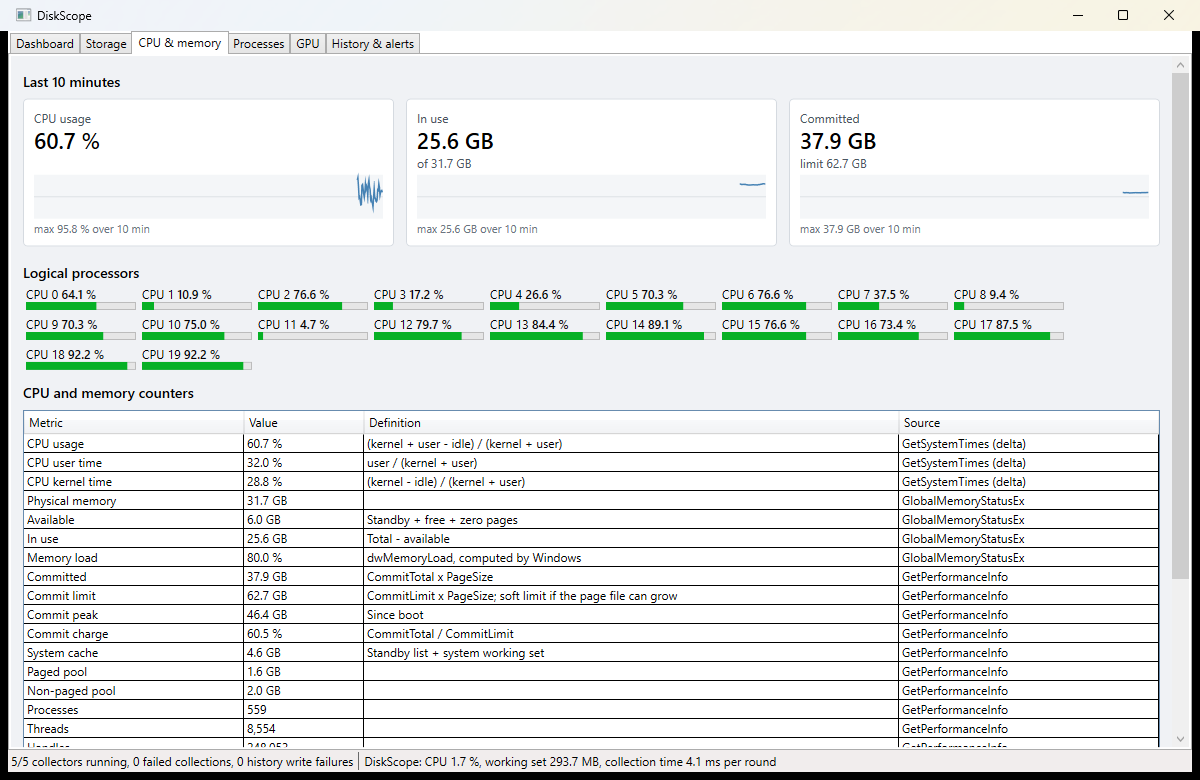 DiskScope
Dashboard Storage CPU & memory Processes GPU History & alerts
Last 10 minutes
CPU usage
60.7 %
max 95.8 % over 10 min
In use
25.6 GB
of 31.7 GB
max 25.6 GB over 10 min
Committed
37.9 GB
limit 62.7 GB
max 37.9 GB over 10 min
Logical processors
CPU 0 64.1 % CPU 1 10.9 % CPU 2 76.6 % CPU 3 17.2 % CPU 4 26.6 % CPU 5 70.3 % CPU 6 76.6 % CPU 7 37.5 % CPU 8 9.4 %
CPU 9 70.3 % CPU 10 75.0 % CPU 11 4.7 % CPU 12 79.7 % CPU 13 84.4 % CPU 14 89.1 % CPU 15 76.6 % CPU 16 73.4 % CPU 17 87.5 %
CPU 18 92.2 % CPU 19 92.2 %
CPU and memory counters
Metric Value Definition Source
CPU usage 60.7 % (kernel + user - idle) / (kernel + user) GetSystemTimes (delta)
CPU user time 32.0 % user / (kernel + user) GetSystemTimes (delta)
CPU kernel time 28.8 % (kernel - idle) / (kernel + user) GetSystemTimes (delta)
Physical memory 31.7 GB GlobalMemoryStatusEx
Available 6.0 GB Standby + free + zero pages GlobalMemoryStatusEx
In use 25.6 GB Total - available GlobalMemoryStatusEx
Memory load 80.0 % dwMemoryLoad, computed by Windows GlobalMemoryStatusEx
Committed 37.9 GB CommitTotal x PageSize GetPerformanceInfo
Commit limit 62.7 GB CommitLimit x PageSize; soft limit if the page file can grow GetPerformanceInfo
Commit peak 46.4 GB Since boot GetPerformanceInfo
Commit charge 60.5 % CommitTotal / CommitLimit GetPerformanceInfo
System cache 4.6 GB Standby list + system working set GetPerformanceInfo
Paged pool 1.6 GB GetPerformanceInfo
Non-paged pool 2.0 GB GetPerformanceInfo
Processes 559 GetPerformanceInfo
Threads 8,554 GetPerformanceInfo
Handles GetPerformanceInfo
5/5 collectors running, 0 failed collections, 0 history write failures DiskScope: CPU 1.7 %, working set 293.7 MB, collection time 4.1 ms per round